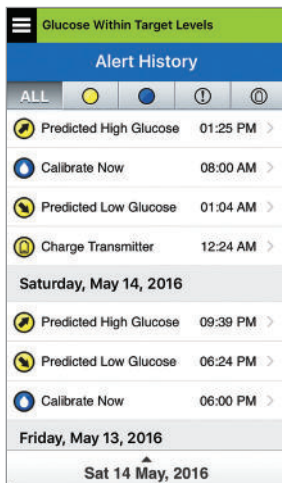 Glucose Within Target Levels
Alert History
ALL
Predicted High Glucose 01:25 PM
Calibrate Now 08:00 AM
Predicted Low Glucose 01:04 AM
Charge Transmitter 12:24 AM
Saturday, May 14, 2016
Predicted High Glucose 09:39 PM
Predicted Low Glucose 06:24 PM
Calibrate Now 06:00 PM
Friday, May 13, 2016
Sat 14 May, 2016